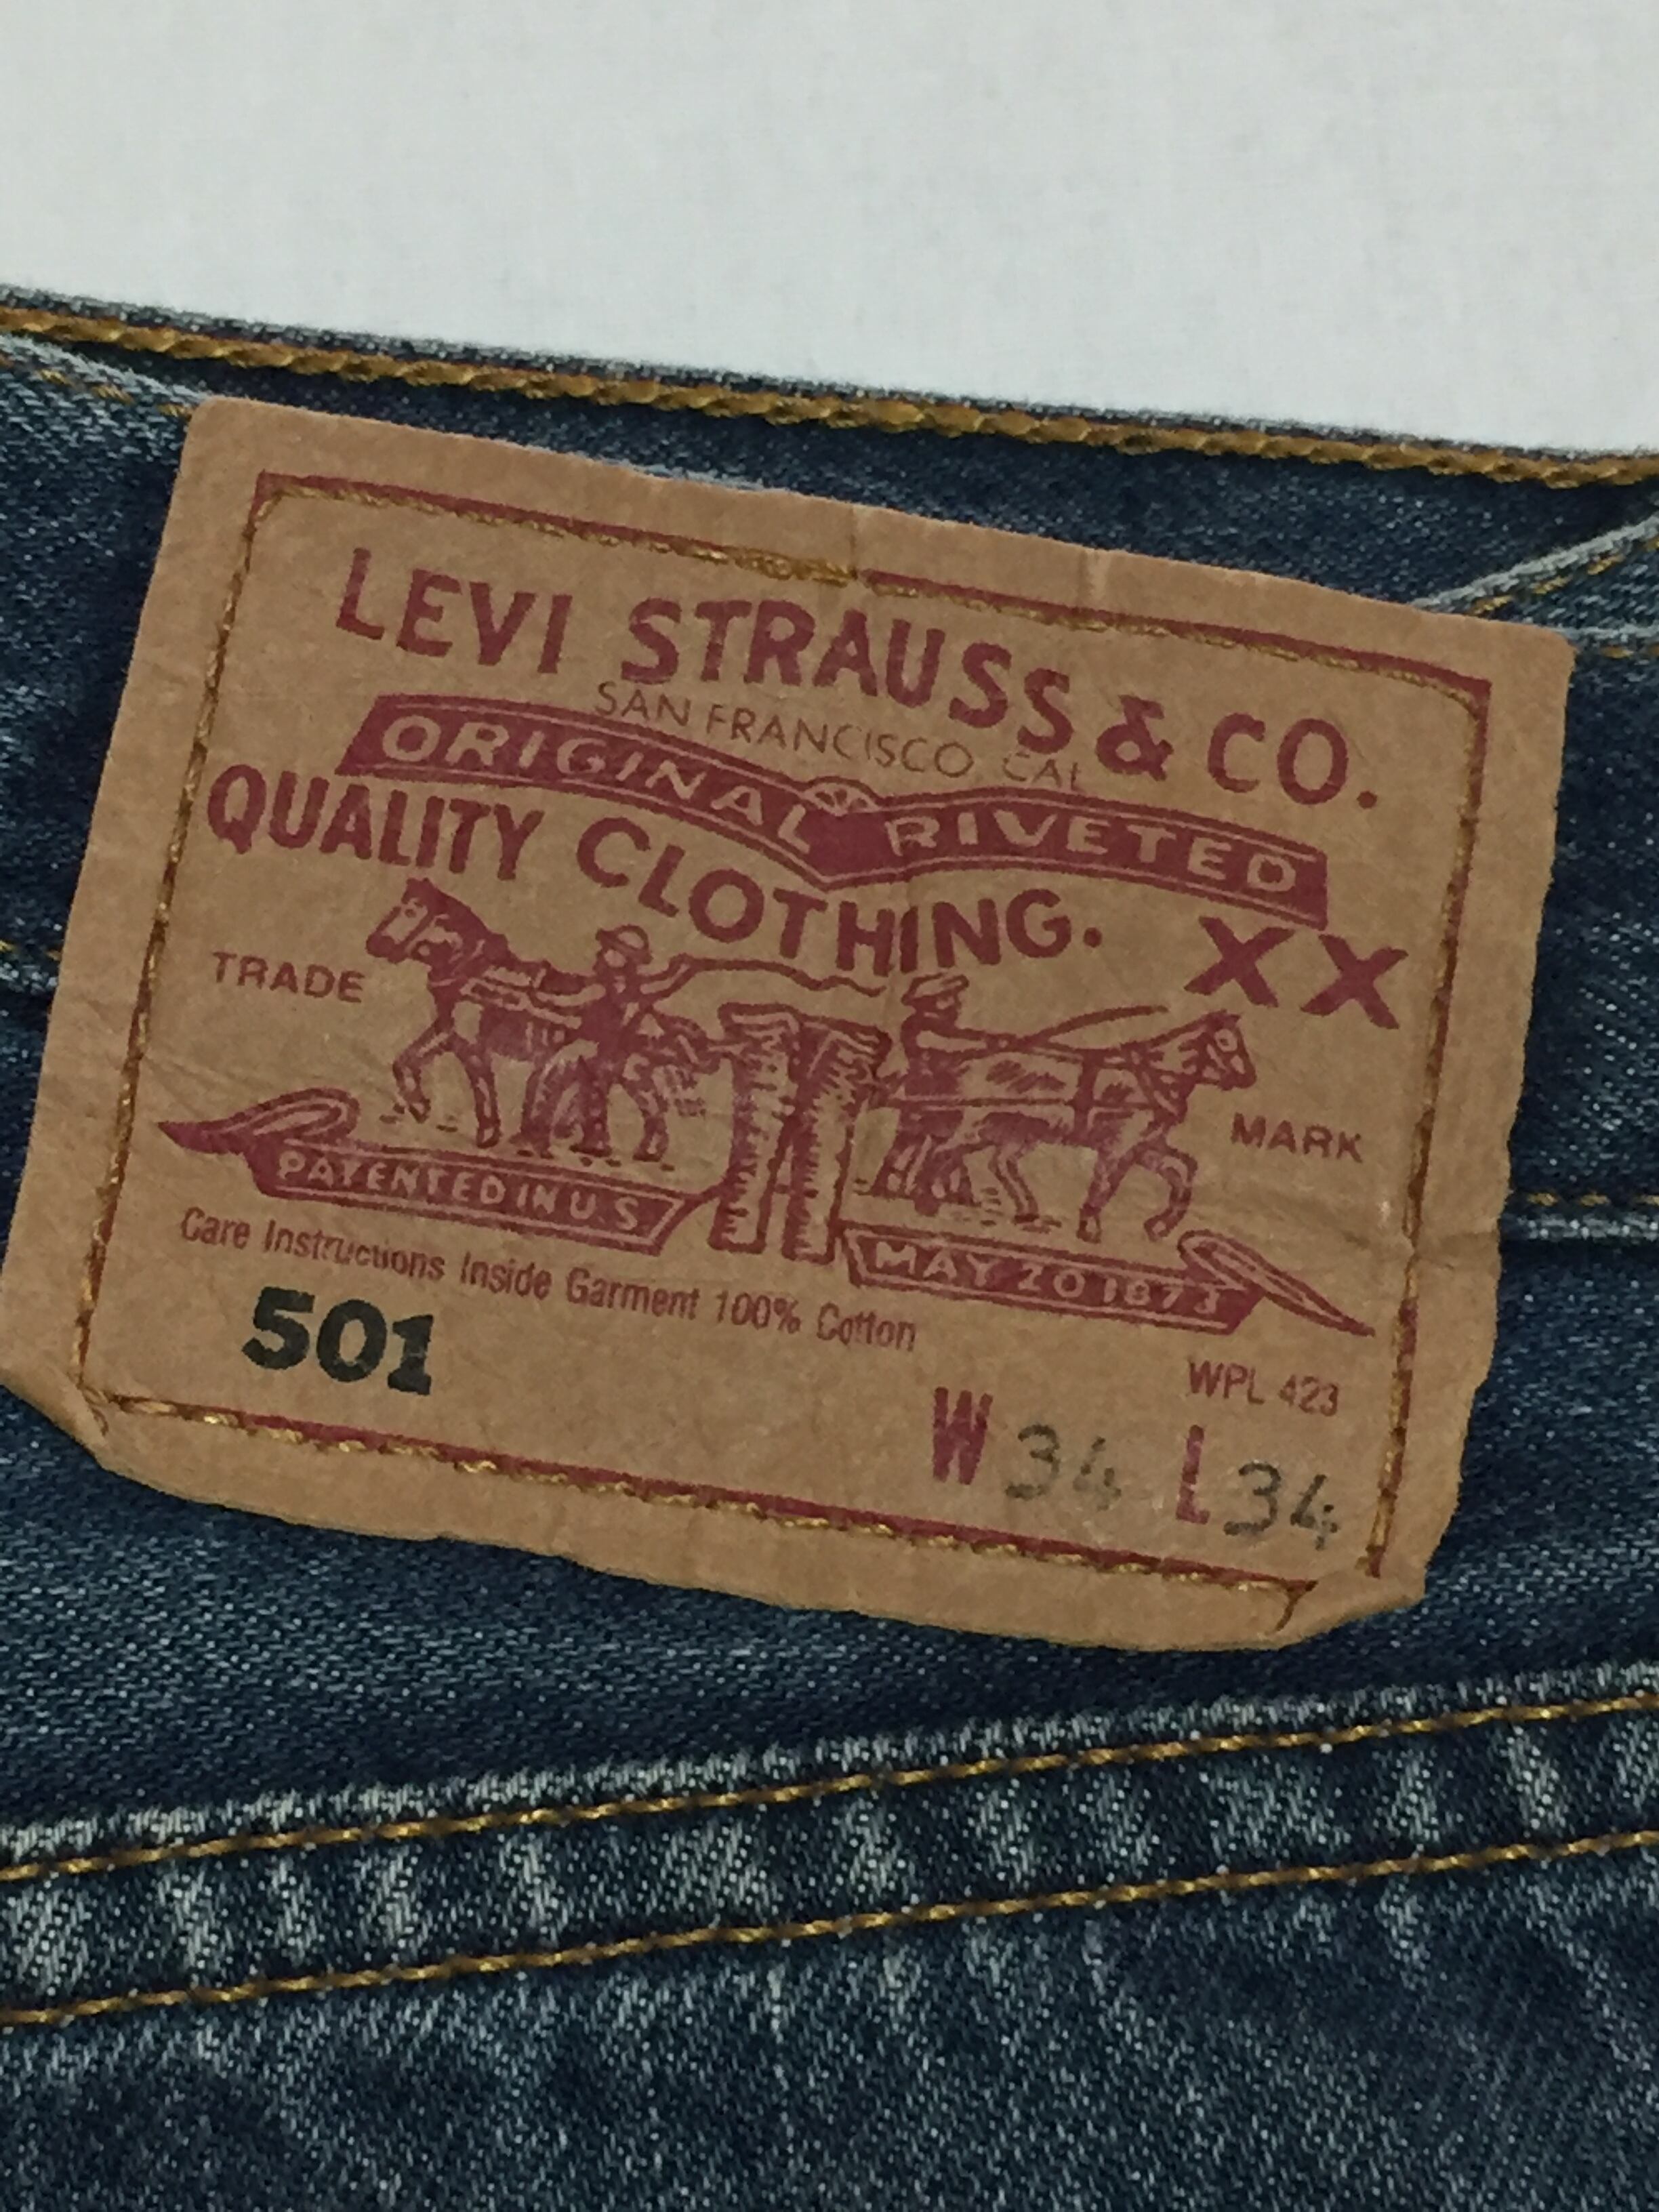 LEVI STRAUSS & CO.
SAN FRANCISCO, CAL
ORIGINAL RIVETED
QUALITY CLOTHING. XX
TRADE MARK
PATENTED IN U S
MAY 20 1873
Care Instructions Inside Garment 100% Cotton
WPL 423
501
W 34 L 34